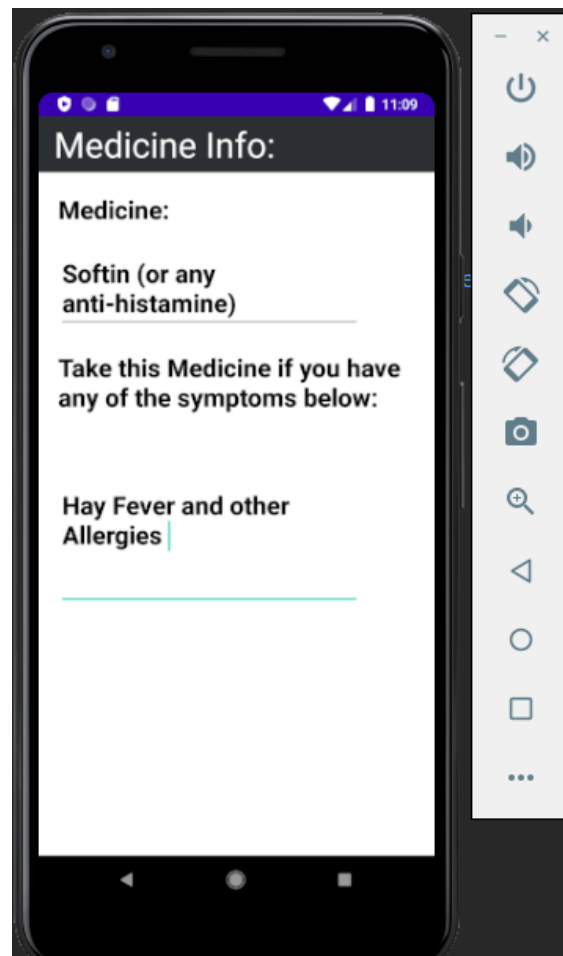 11:09
Medicine Info:
Medicine:
Softin (or any
anti-histamine)
Take this Medicine if you have
any of the symptoms below:
Hay Fever and other
Allergies